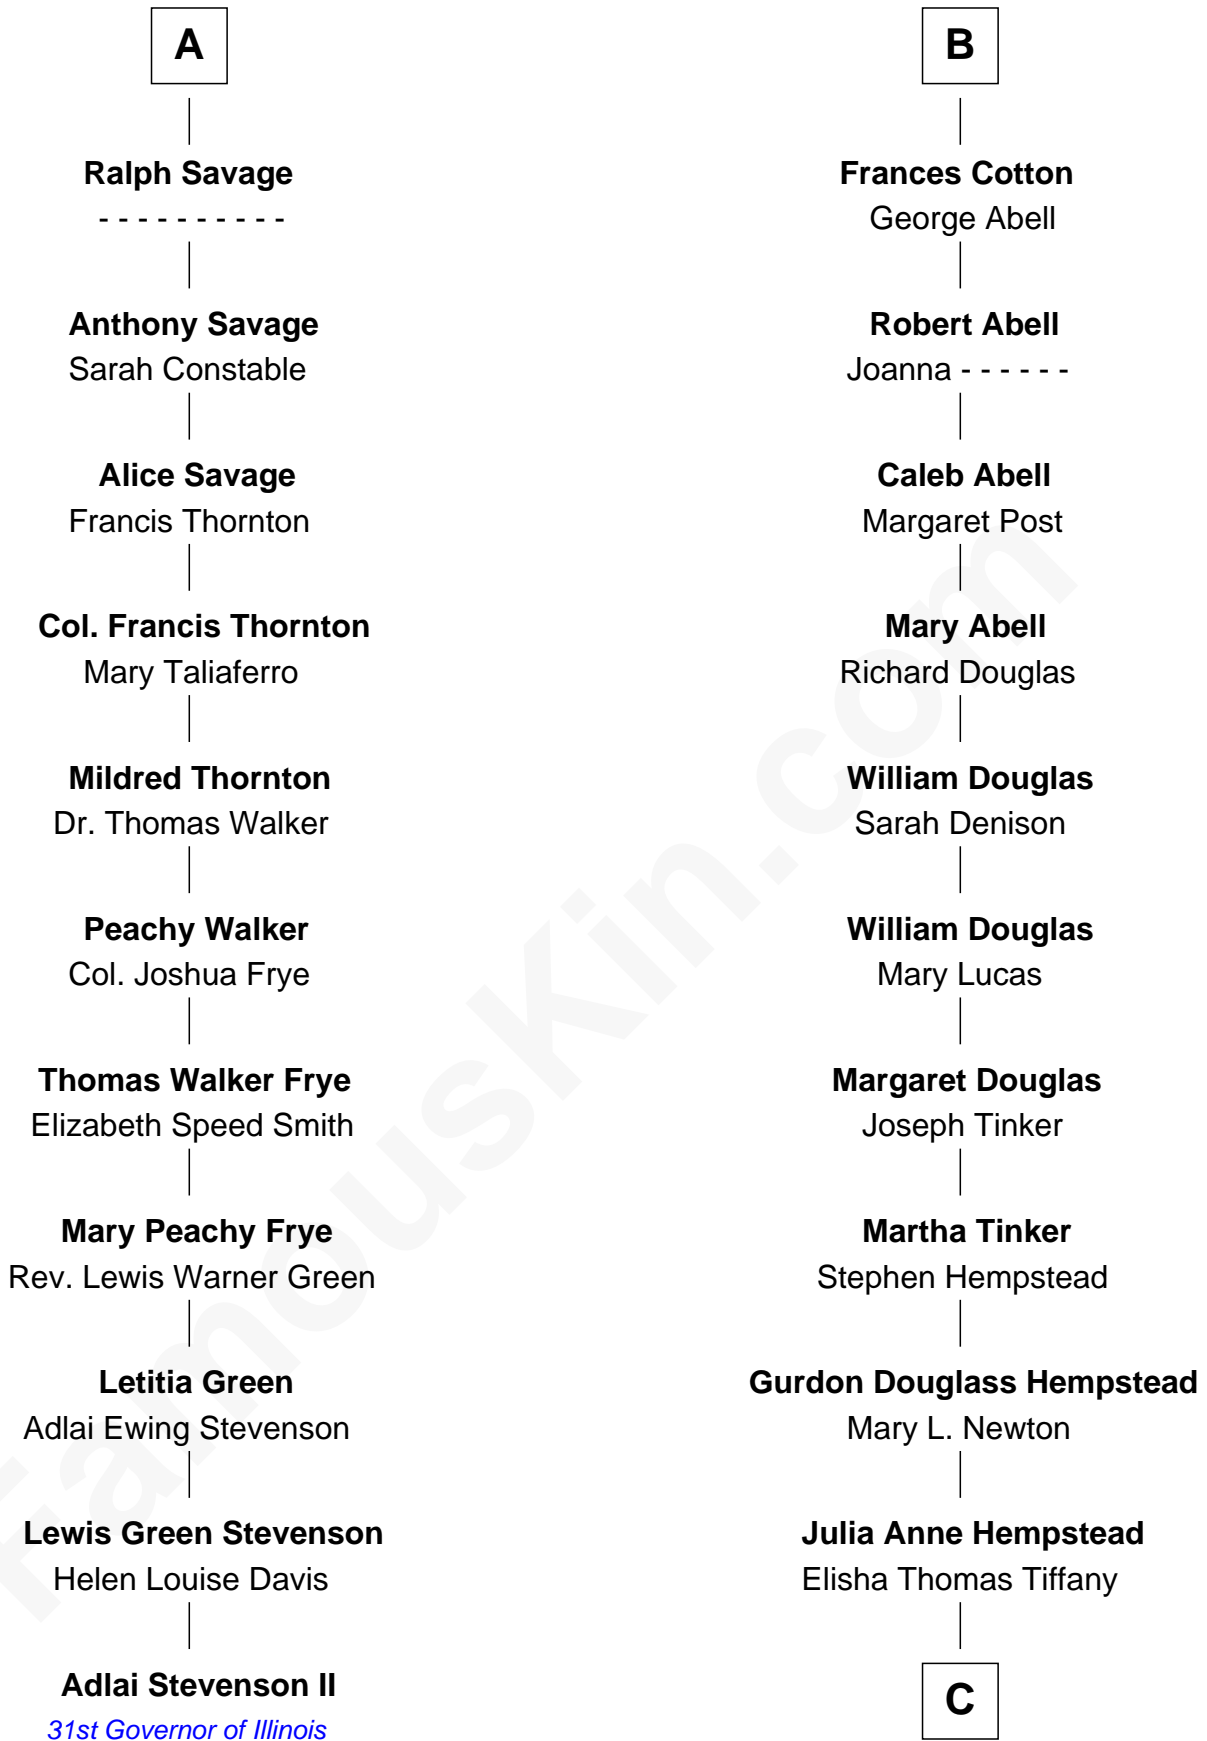 A
Ralph Savage
- - - - - - - - - -
Anthony Savage
Sarah Constable
Alice Savage
Francis Thornton
Col. Francis Thornton
Mary Taliaferro
Mildred Thornton
Dr. Thomas Walker
Peachy Walker
Col. Joshua Frye
Thomas Walker Frye
Elizabeth Speed Smith
Mary Peachy Frye
Rev. Lewis Warner Green
Letitia Green
Adlai Ewing Stevenson
Lewis Green Stevenson
Helen Louise Davis
Adlai Stevenson II
31st Governor of Illinois
B
Frances Cotton
George Abell
Robert Abell
Joanna - - - - - -
Caleb Abell
Margaret Post
Mary Abell
Richard Douglas
William Douglas
Sarah Denison
William Douglas
Mary Lucas
Margaret Douglas
Joseph Tinker
Martha Tinker
Stephen Hempstead
Gurdon Douglass Hempstead
Mary L. Newton
Julia Anne Hempstead
Elisha Thomas Tiffany
C
FamousKin.com